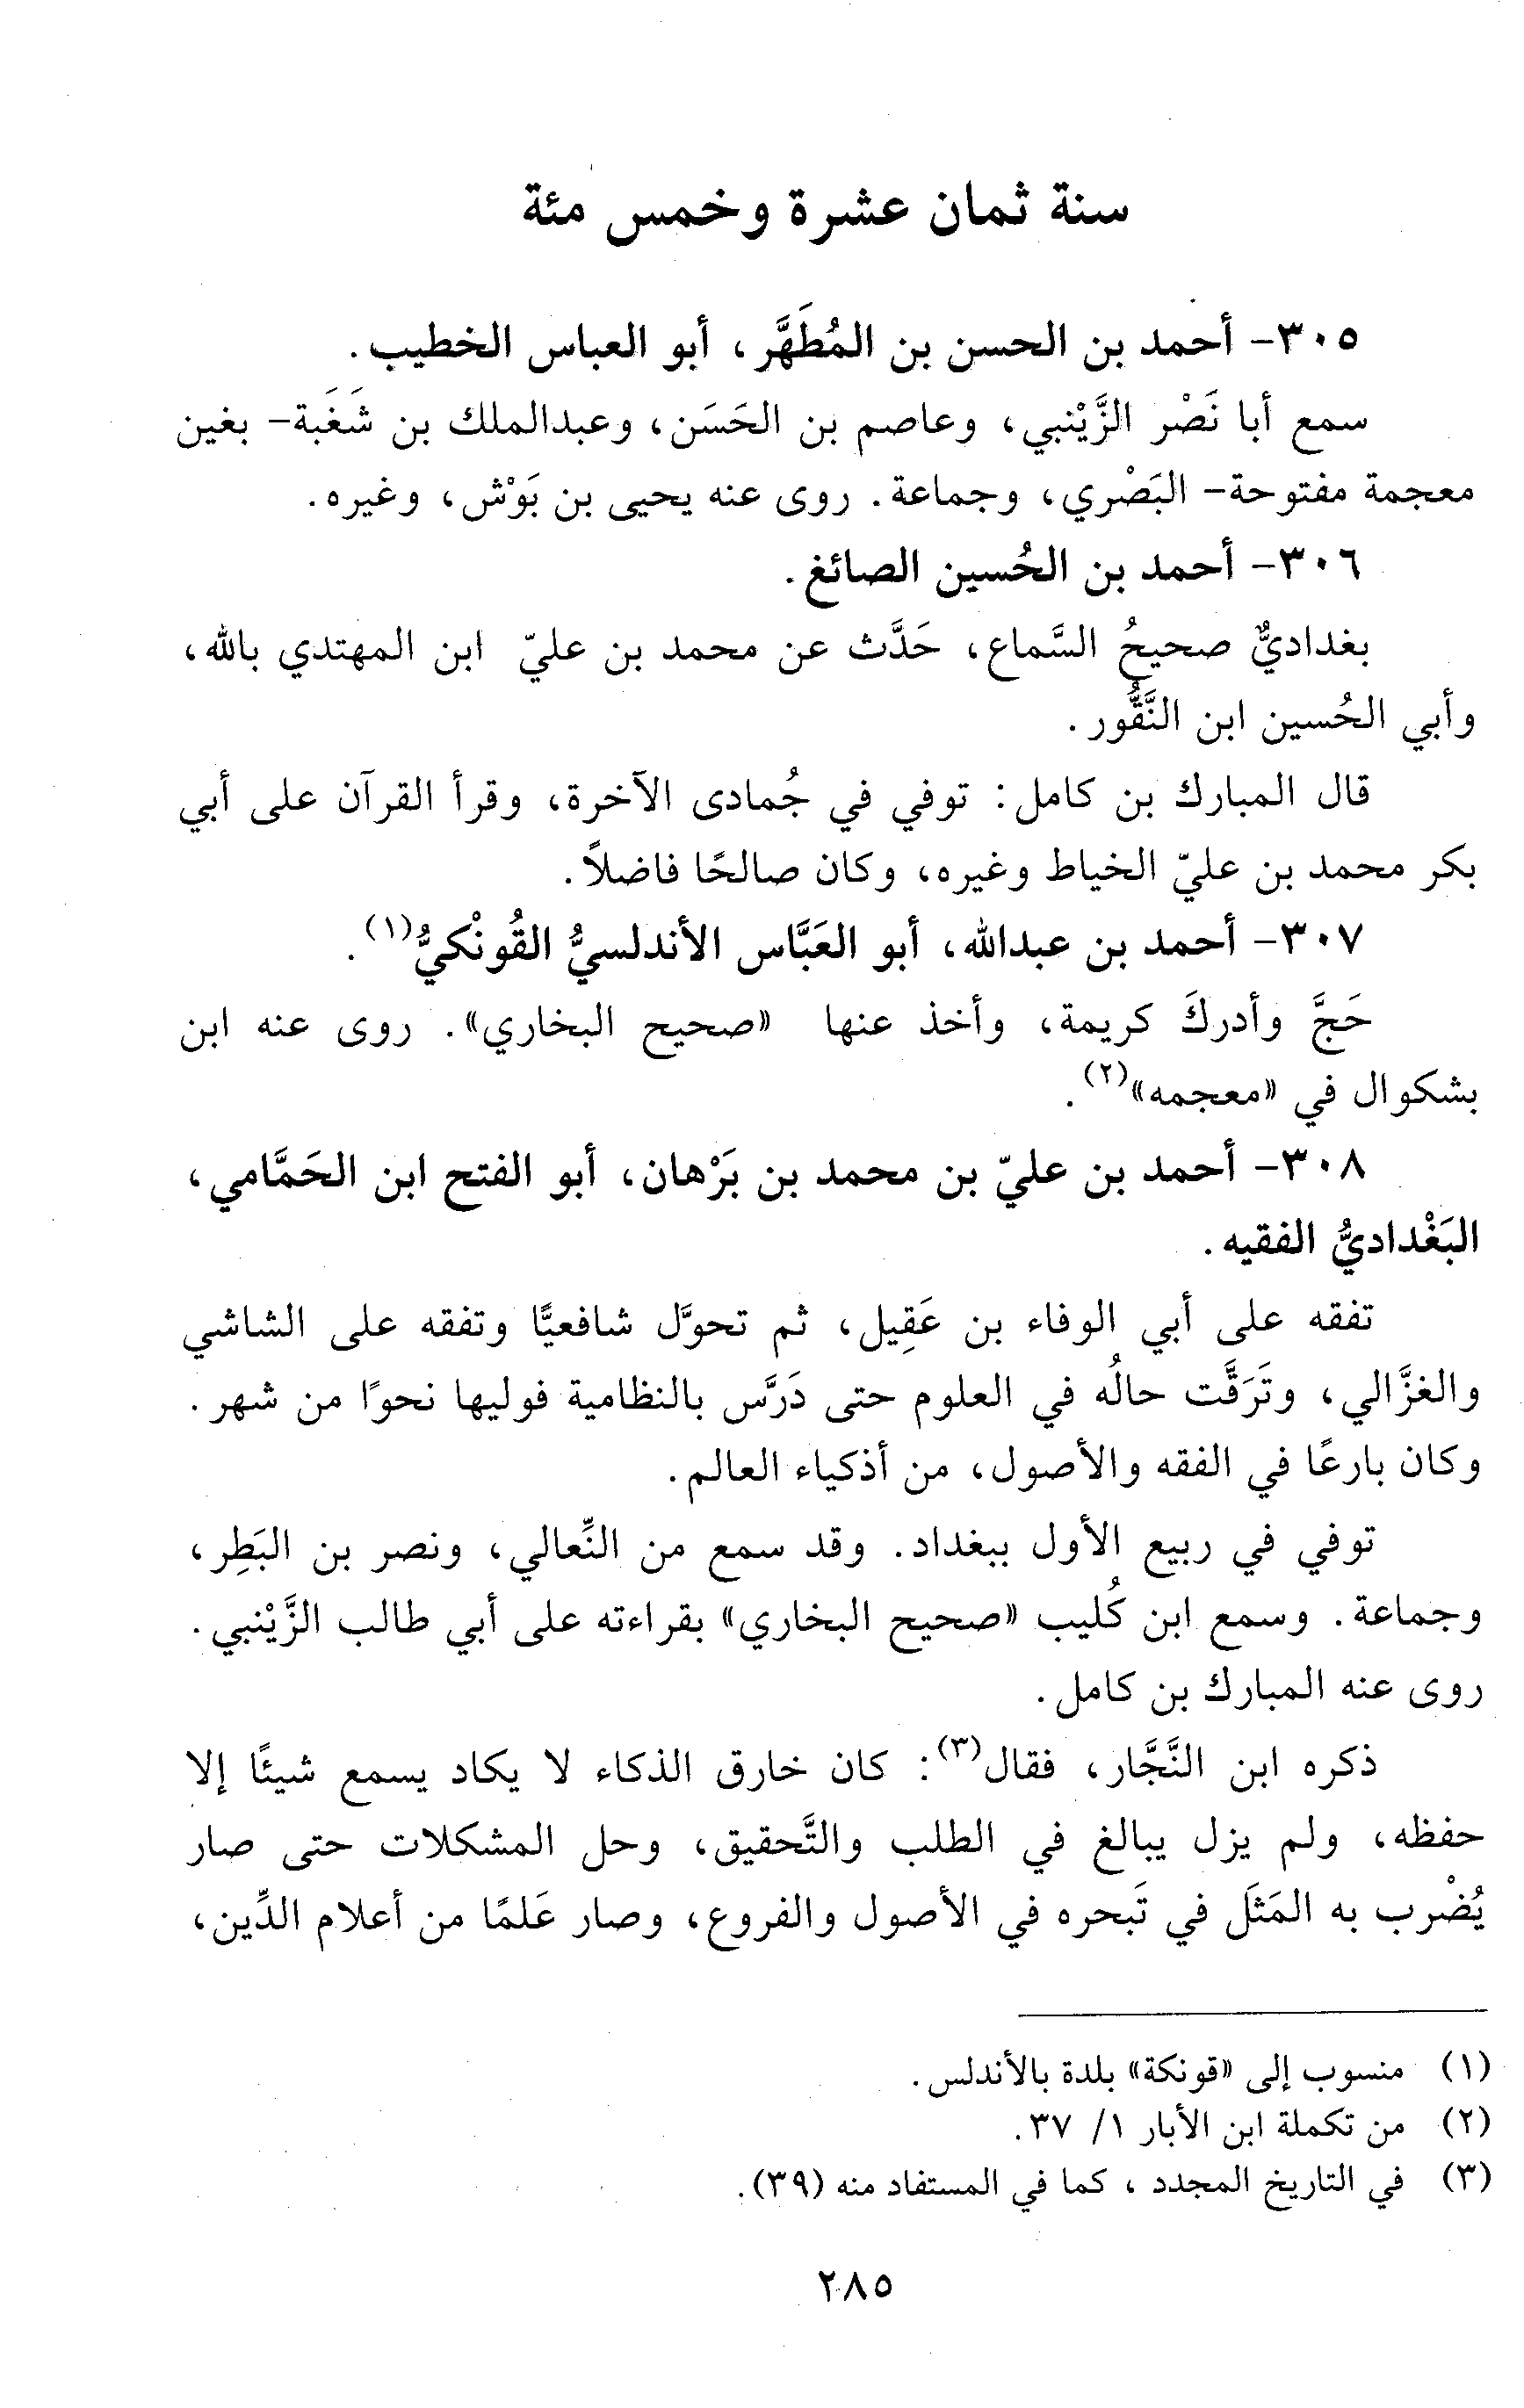 سنة ثمان عشرة وخمس مئة
٣٠٥- أحمد بن الحسن بن المُطَهَّر، أبو العباس الخطيب.
سمع أبا نَصْر الزَّيْنبي، وعاصم بن الحَسَن، وعبدالملك بن شَغَبة- بغين
معجمة مفتوحة- البَصْري، وجماعة. روى عنه يحيى بن بَوْش، وغيره.
٣٠٦- أحمد بن الحُسين الصائغ.
بغداديٌّ صحيحُ السَّماع، حَدَّث عن محمد بن عليّ ابن المهتدي بالله،
وأبي الحُسين ابن النَّقُّور.
قال المبارك بن كامل: توفي في جُمادى الآخرة، وقرأ القرآن على أبي
بكر محمد بن عليّ الخياط وغيره، وكان صالحًا فاضلاً.
٣٠٧- أحمد بن عبدالله، أبو العَبَّاس الأندلسيُّ القُونْكيُّ(١).
حَجَّ وأدركَ كريمة، وأخذ عنها «صحيح البخاري». روى عنه ابن
بشكوال في «معجمه»(٢).
٣٠٨- أحمد بن عليّ بن محمد بن بَرْهان، أبو الفتح ابن الحَمَّامي،
البَغْداديُّ الفقيه.
تفقه على أبي الوفاء بن عَقِيل، ثم تحوَّل شافعيًّا وتفقه على الشاشي
والغزَّالي، وتَرَقَّت حالُه في العلوم حتى دَرَّس بالنظامية فوليها نحوًا من شهر.
وكان بارعًا في الفقه والأصول، من أذكياء العالم.
توفي في ربيع الأول ببغداد. وقد سمع من النِّعالي، ونصر بن البَطِر،
وجماعة. وسمع ابن كُليب «صحيح البخاري» بقراءته على أبي طالب الزَّيْنبي.
روى عنه المبارك بن كامل.
ذكره ابن النَّجَّار، فقال(٣): كان خارق الذكاء لا يكاد يسمع شيئًا إلا
حفظه، ولم يزل يبالغ في الطلب والتَّحقيق، وحل المشكلات حتى صار
يُضْرب به المَثَل في تَبحره في الأصول والفروع، وصار عَلَمًا من أعلام الدِّين،
(١) منسوب إلى «قونكة» بلدة بالأندلس.
(٢) من تكملة ابن الأبار ١/ ٣٧.
(٣) في التاريخ المجدد ، كما في المستفاد منه (٣٩).
٢٨٥